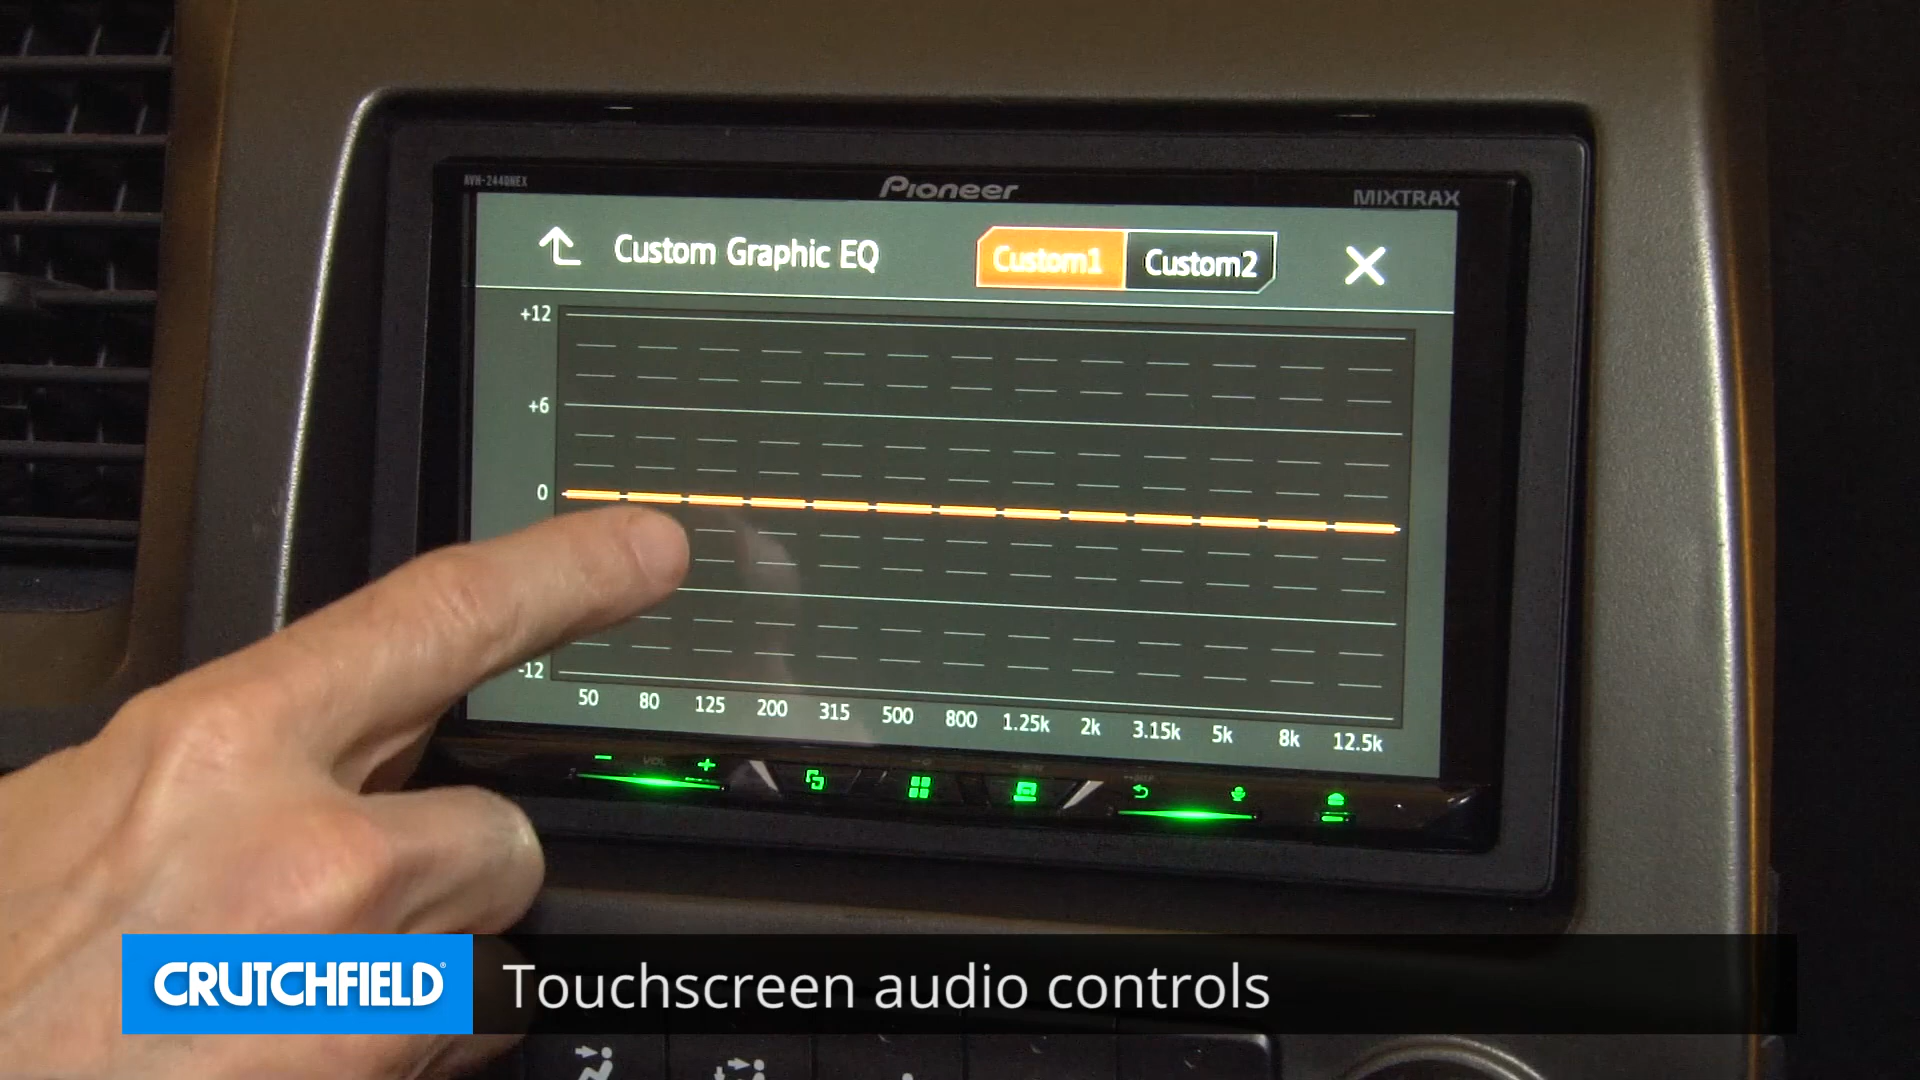 AVH-2440NEX
Pioneer
MIXTRAX
Custom Graphic EQ
Custom1
Custom2
+12
+6
0
-12
50 80 125 200 315 500 800 1.25k 2k 3.15k 5k 8k 12.5k
VOL
CRUTCHFIELD®
Touchscreen audio controls